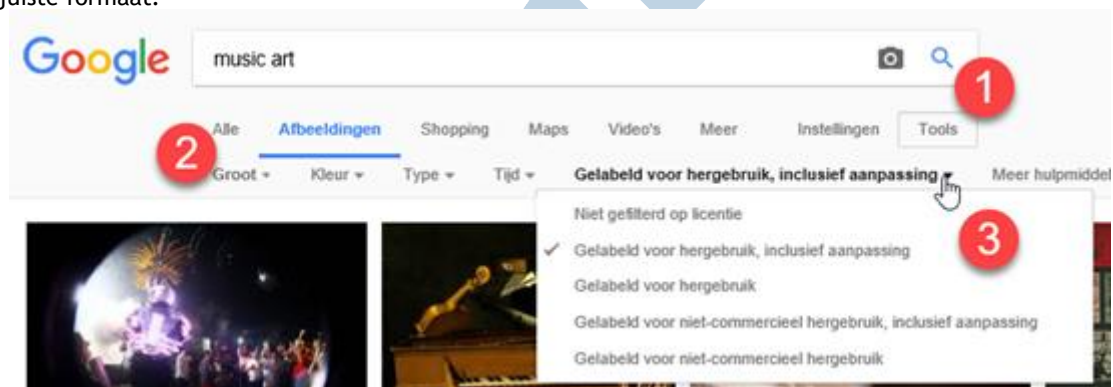 juiste formaat.
Google music art
1
Alle Afbeeldingen Shopping Maps Video's Meer Instellingen Tools
2
Groot Kleur Type Tijd Gelabeld voor hergebruik, inclusief aanpassing Meer hulpmiddel
Niet gefilterd op licentie
Gelabeld voor hergebruik, inclusief aanpassing
3
Gelabeld voor hergebruik
Gelabeld voor niet-commercieel hergebruik, inclusief aanpassing
Gelabeld voor niet-commercieel hergebruik